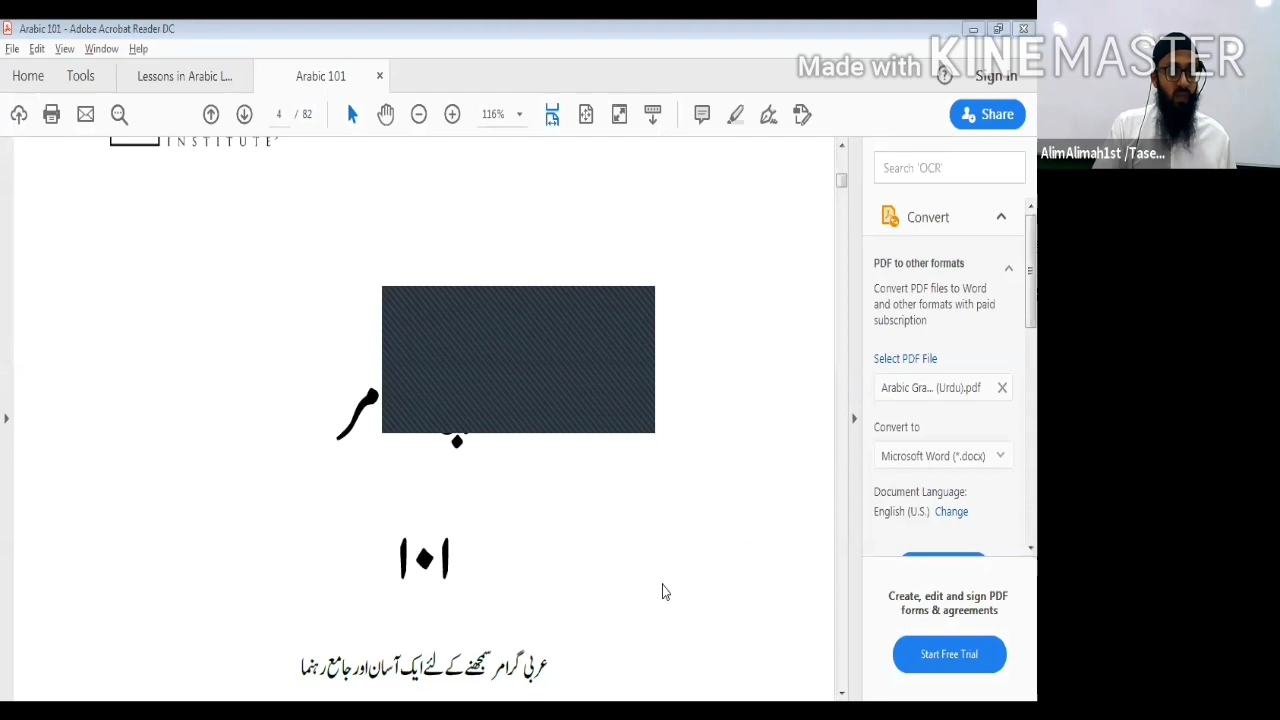 Arabic 101 - Adobe Acrobat Reader DC
File Edit View Window Help
Made with KINEMASTER
Home Tools Lessons in Arabic L... Arabic 101 × ? Sign In
4 / 82 116% Share
AlimAlimah1st /Tase...
INSTITUTE
Search 'OCR'
Convert
PDF to other formats
Convert PDF files to Word
and other formats with paid
subscription
Select PDF File
Arabic Gra... (Urdu).pdf X
Convert to
Microsoft Word (*.docx)
Document Language:
English (U.S.) Change
۱۰۱
Create, edit and sign PDF
forms & agreements
Start Free Trial
عربی گرامر سمجھنے کے لئے ایک آسان اور جامع رہنما